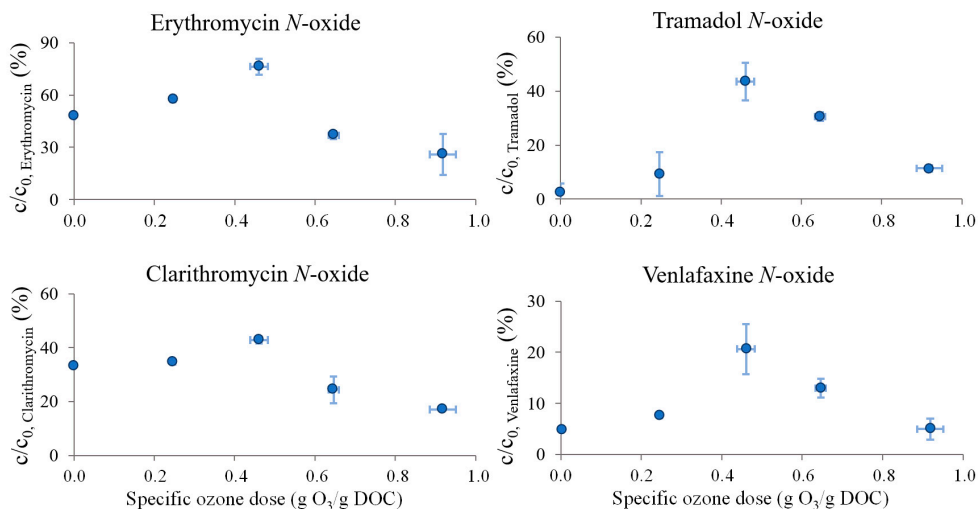 Erythromycin N-oxide
c/c0, Erythromycin (%)
90
60
30
0
0.0 0.2 0.4 0.6 0.8 1.0
Tramadol N-oxide
c/c0, Tramadol (%)
60
40
20
0
0.0 0.2 0.4 0.6 0.8 1.0
Clarithromycin N-oxide
c/c0, Clarithromycin (%)
60
40
20
0
0.0 0.2 0.4 0.6 0.8 1.0
Specific ozone dose (g O3/g DOC)
Venlafaxine N-oxide
c/c0, Venlafaxine (%)
30
20
10
0
0.0 0.2 0.4 0.6 0.8 1.0
Specific ozone dose (g O3/g DOC)